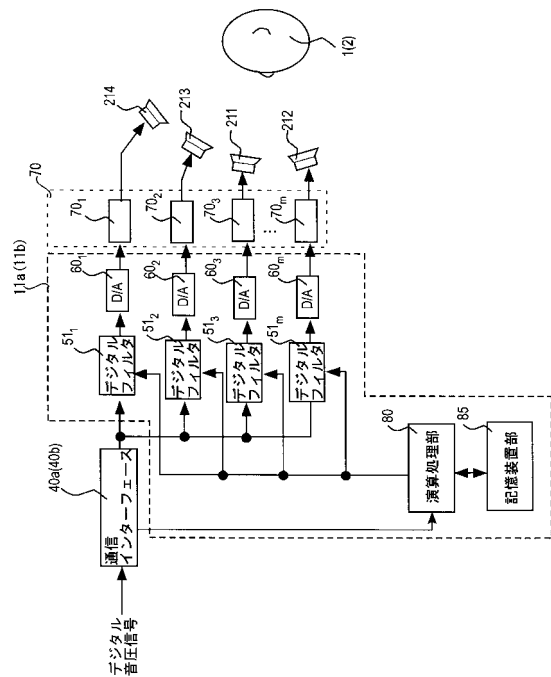 デジタル
音圧信号
40a(40b)
通信
インターフェース
11a(11b)
51₁
デジタル
フィルタ
51₂
デジタル
フィルタ
51₃
デジタル
フィルタ
51ₘ
デジタル
フィルタ
60₁
D/A
60₂
D/A
60₃
D/A
60ₘ
D/A
70
70₁
70₂
70₃
…
70ₘ
214
213
211
212
1(2)
80
演算処理部
85
記憶装置部